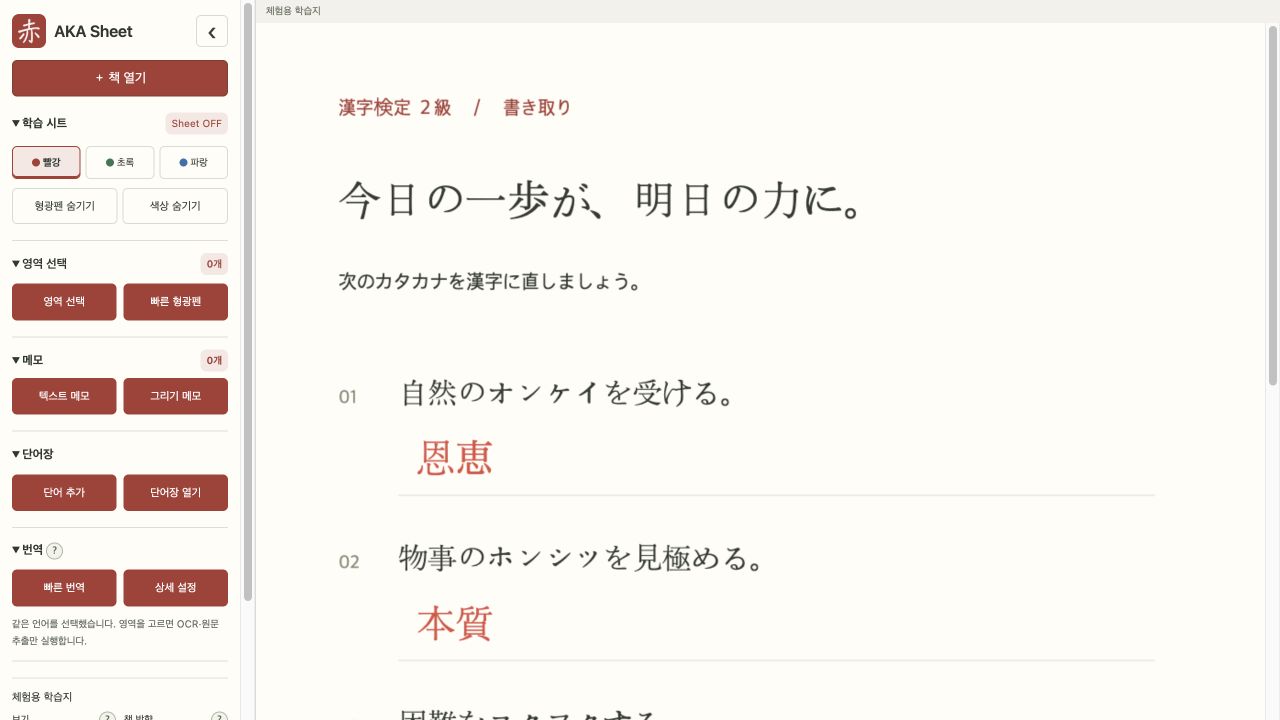 赤 AKA Sheet ‹
+ 책 열기
▼학습 시트 Sheet OFF
빨강 초록 파랑
형광펜 숨기기 색상 숨기기
▼영역 선택 0개
영역 선택 빠른 형광펜
▼메모 0개
텍스트 메모 그리기 메모
▼단어장
단어 추가 단어장 열기
▼번역 ?
빠른 번역 상세 설정
같은 언어를 선택했습니다. 영역을 고르면 OCR·원문
추출만 실행합니다.
체험용 학습지
보기 ? 책 방향 ?
체험용 학습지
漢字検定 2級 / 書き取り
今日の一歩が、明日の力に。
次のカタカナを漢字に直しましょう。
01 自然のオンケイを受ける。
恩恵
02 物事のホンシツを見極める。
本質